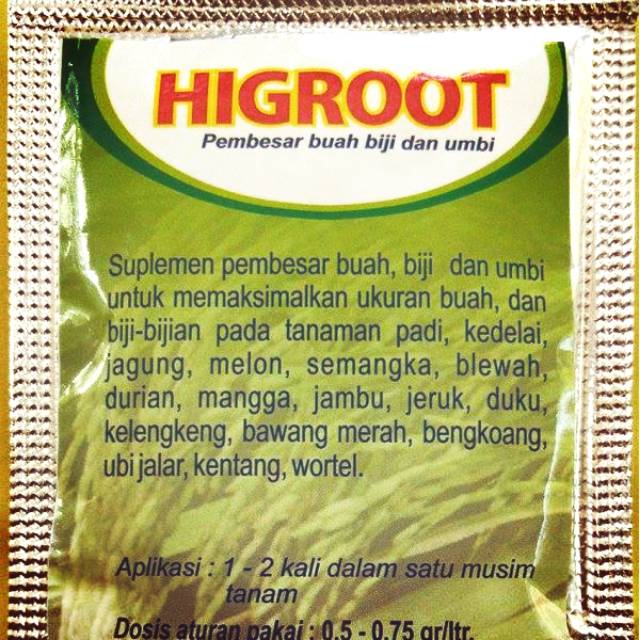 HIGROOT
Pembesar buah biji dan umbi
Suplemen pembesar buah, biji dan umbi
untuk memaksimalkan ukuran buah, dan
biji-bijian pada tanaman padi, kedelai,
jagung, melon, semangka, blewah,
durian, mangga, jambu, jeruk, duku,
kelengkeng, bawang merah, bengkoang,
ubi jalar, kentang, wortel.
Aplikasi : 1 - 2 kali dalam satu musim
tanam
Dosis aturan pakai : 0,5 - 0,75 gr/ltr.